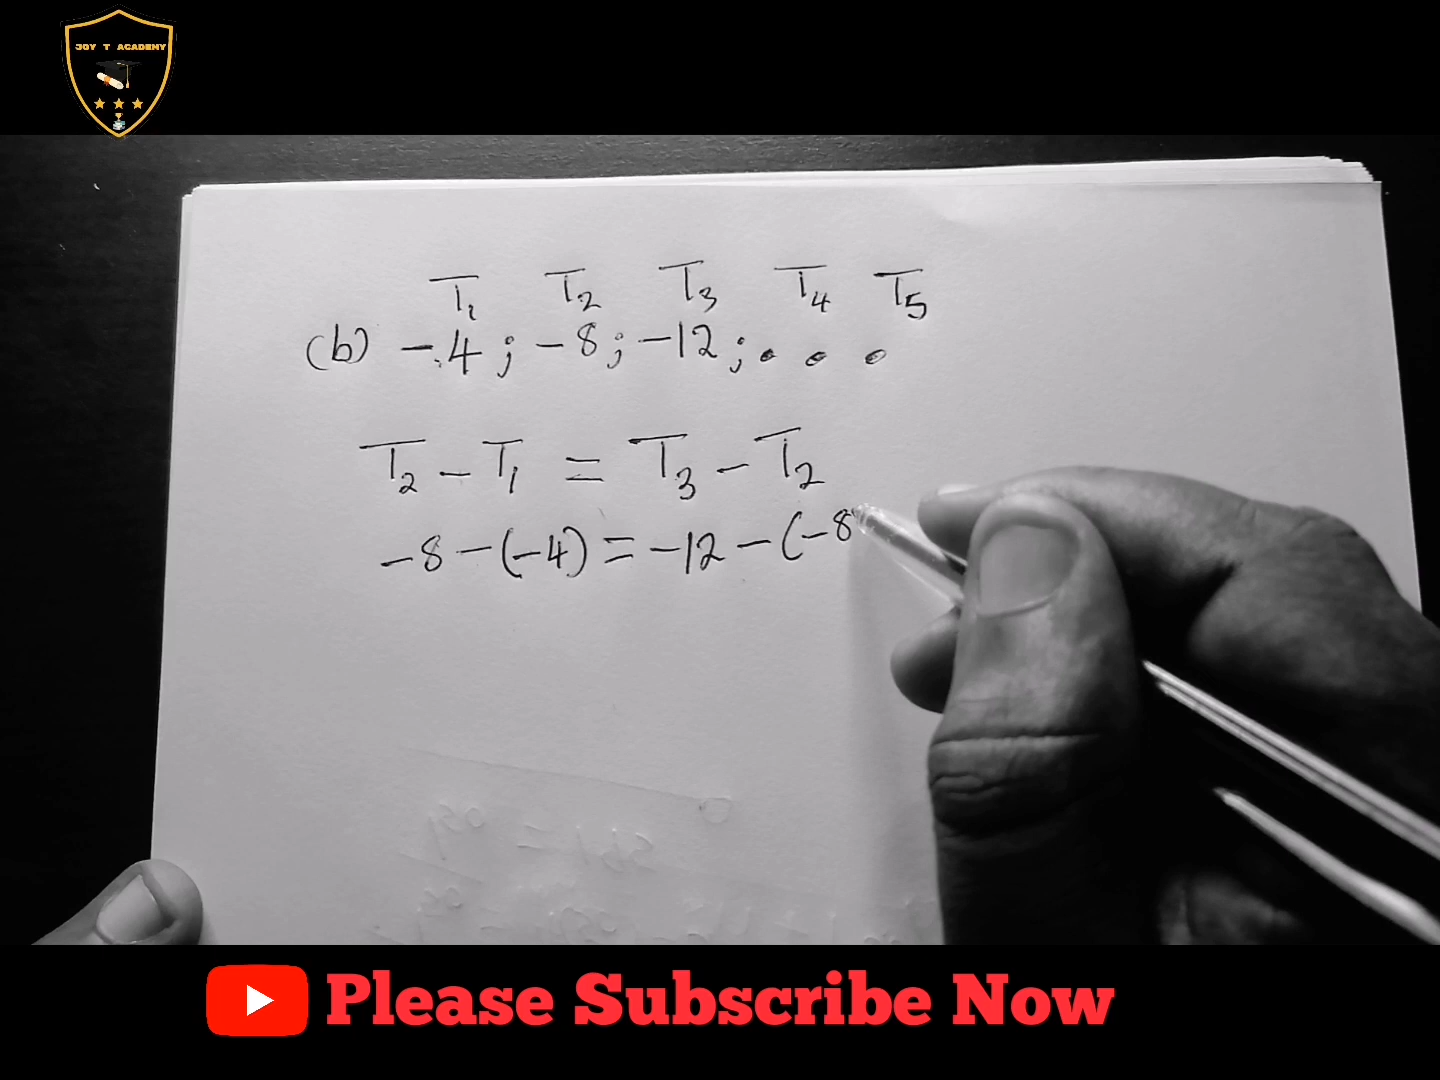 JOY T ACADEMY
T₁ T₂ T₃ T₄ T₅
(b) -4 ; -8 ; -12 ; . . .
T₂ - T₁ = T₃ - T₂
-8 - (-4) = -12 - (-8
Please Subscribe Now